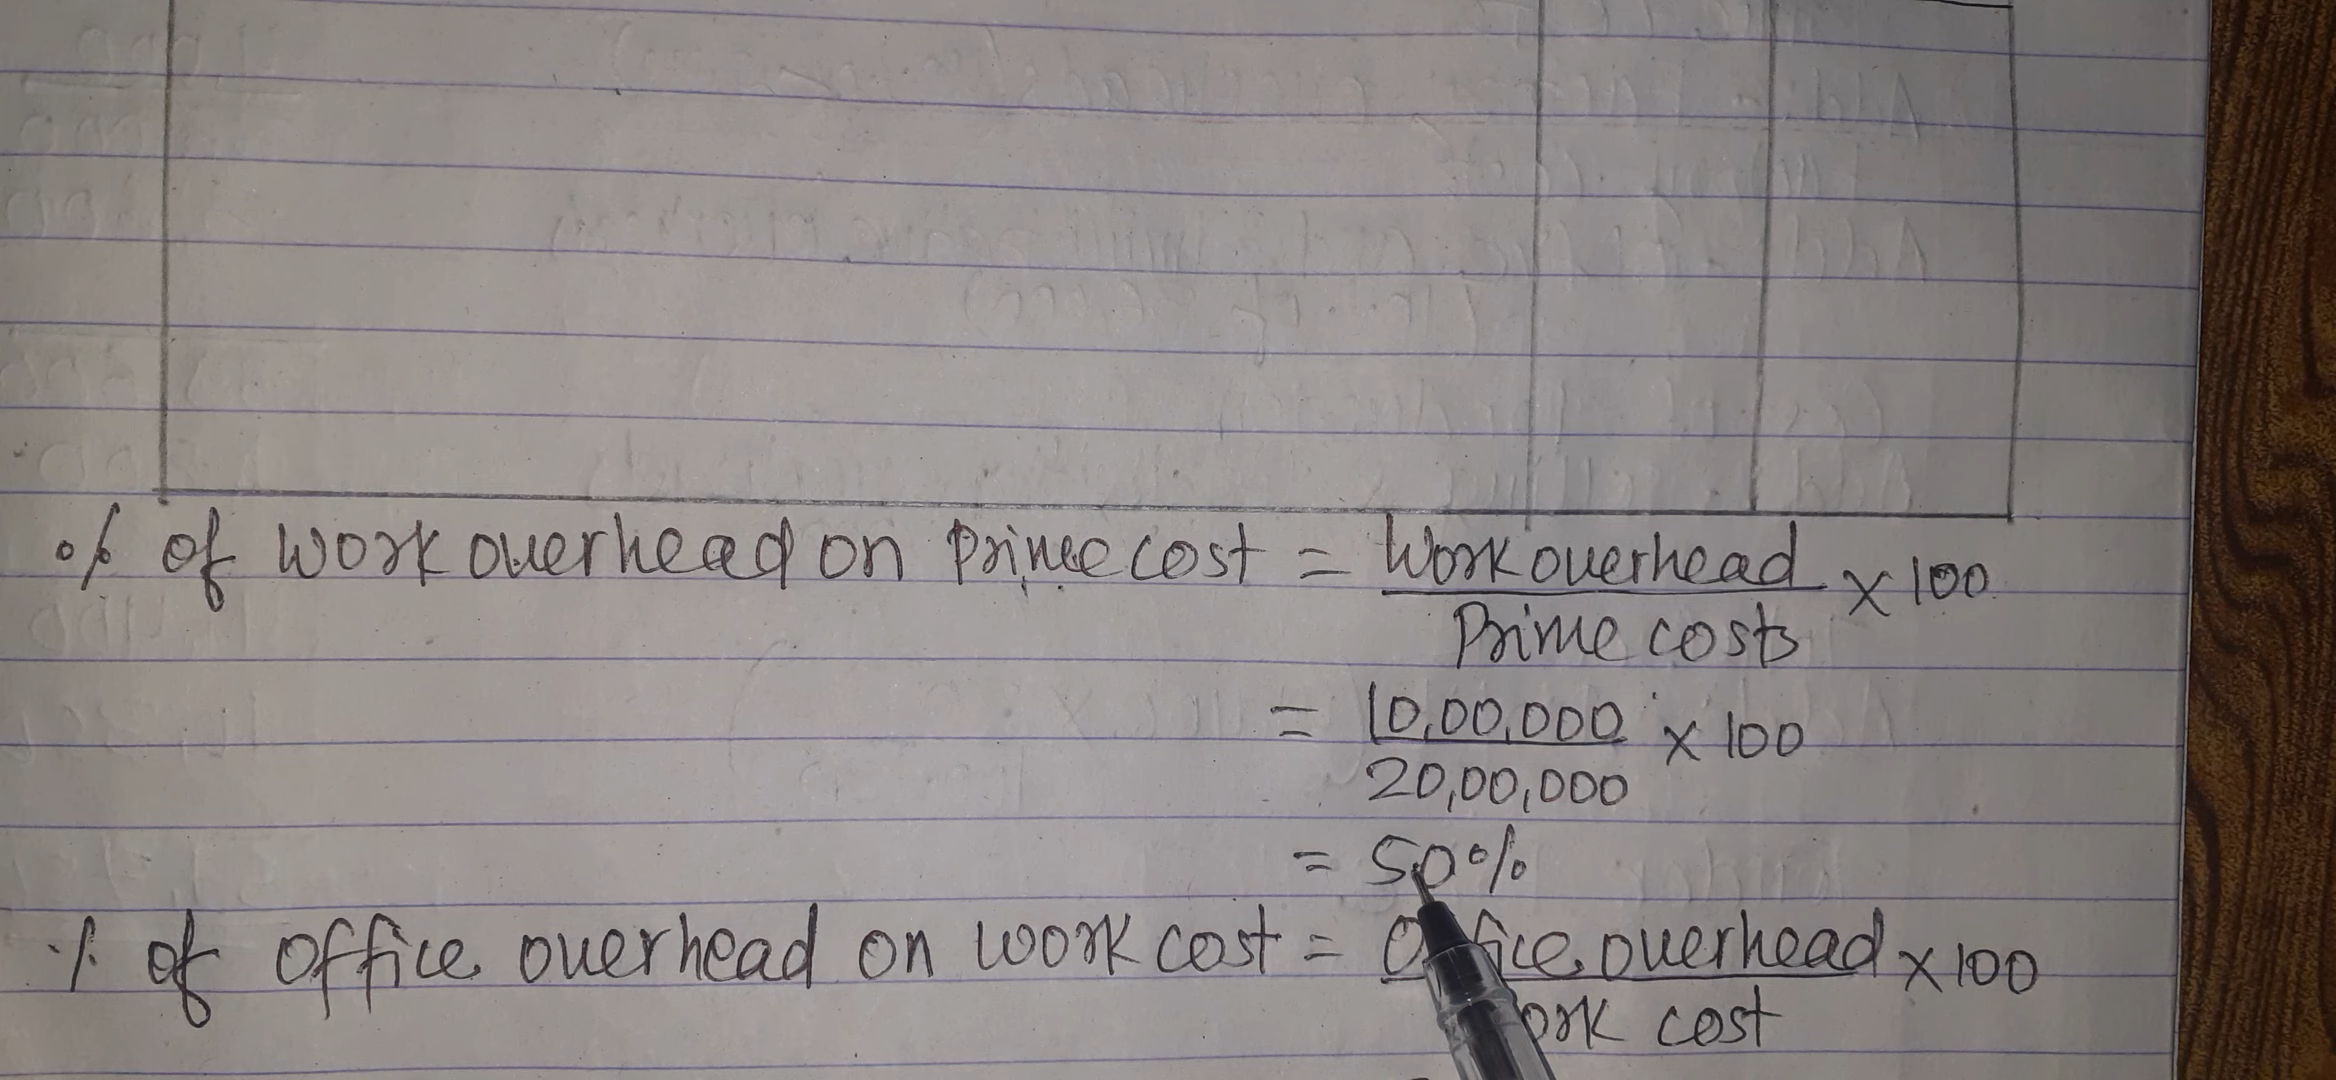 % of work overhead on Prime cost = Work overhead × 100
Prime costs
= 10,00,000 × 100
20,00,000
= 50%
% of office overhead on work cost = Office overhead × 100
ork cost